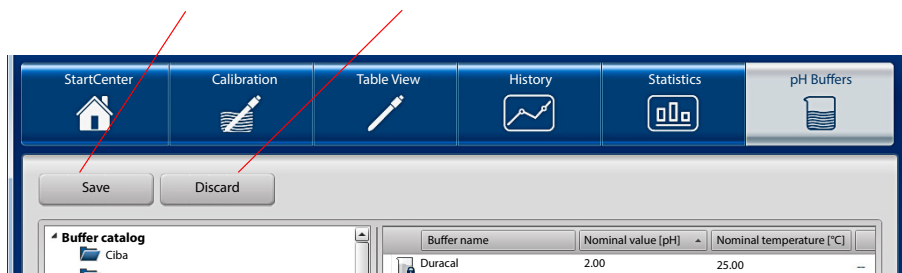 StartCenter Calibration Table View History Statistics pH Buffers
Save Discard
Buffer catalog
Ciba
Buffer name Nominal value [pH] Nominal temperature [°C]
Duracal 2.00 25.00 ...